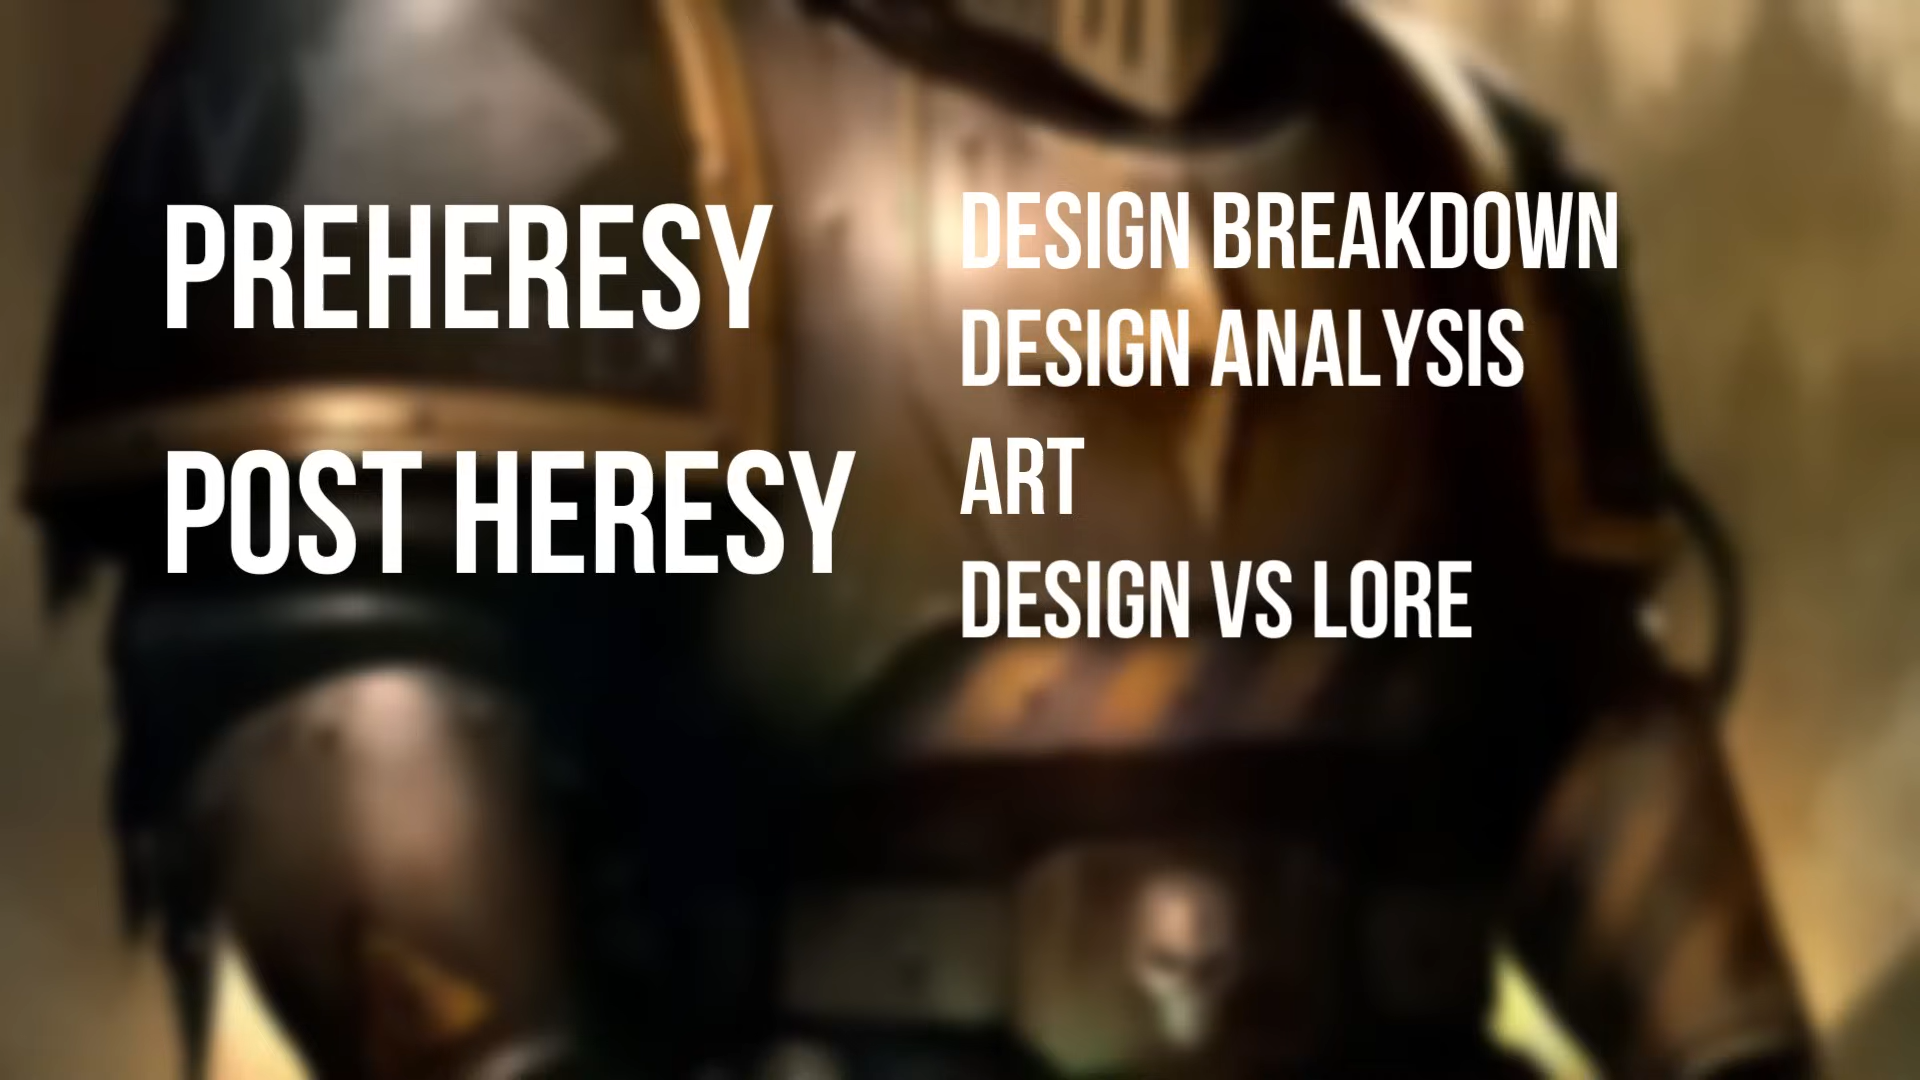 PREHERESY
POST HERESY
DESIGN BREAKDOWN
DESIGN ANALYSIS
ART
DESIGN VS LORE